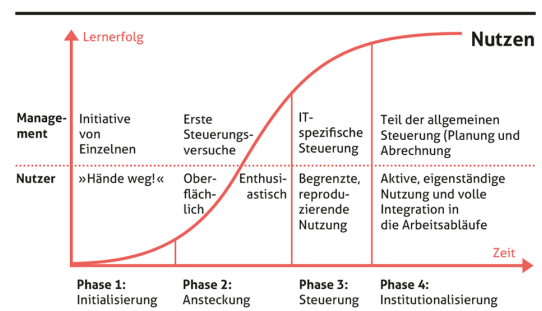 Lernerfolg
Nutzen
Manage-
ment
Initiative
von
Einzelnen
Erste
Steuerungs-
versuche
IT-
spezifische
Steuerung
Teil der allgemeinen
Steuerung (Planung und
Abrechnung
Nutzer
»Hände weg!«
Ober-
fläch-
lich
Enthusi-
astisch
Begrenzte,
reprodu-
zierende
Nutzung
Aktive, eigenständige
Nutzung und volle
Integration in
die Arbeitsabläufe
Zeit
Phase 1:
Initialisierung
Phase 2:
Ansteckung
Phase 3:
Steuerung
Phase 4:
Institutionalisierung